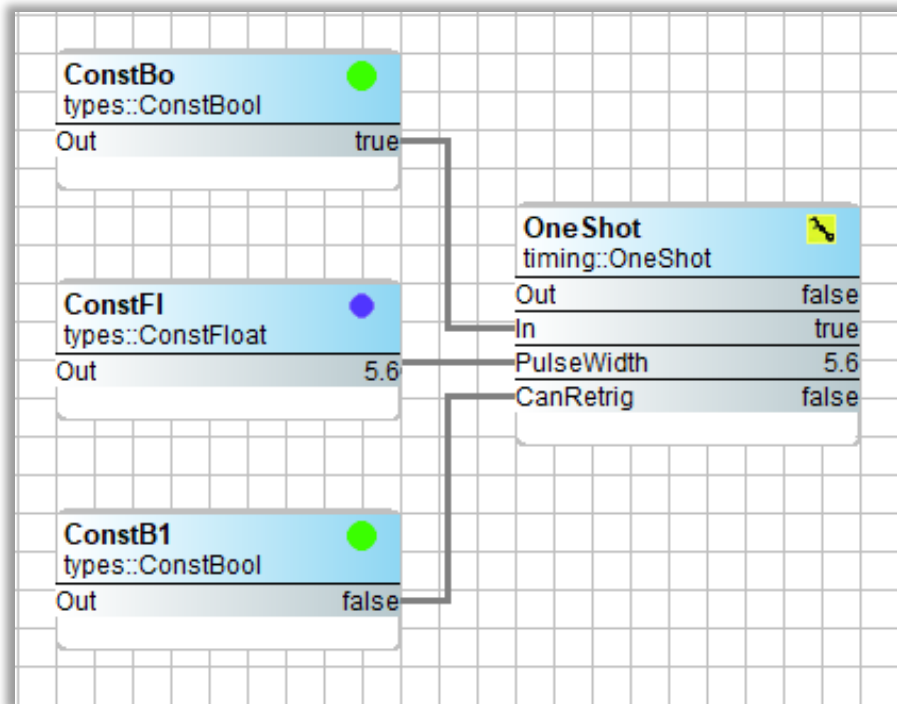 ConstBo
types::ConstBool
Out true
ConstFl
types::ConstFloat
Out 5.6
ConstB1
types::ConstBool
Out false
OneShot
timing::OneShot
Out false
In true
PulseWidth 5.6
CanRetrig false